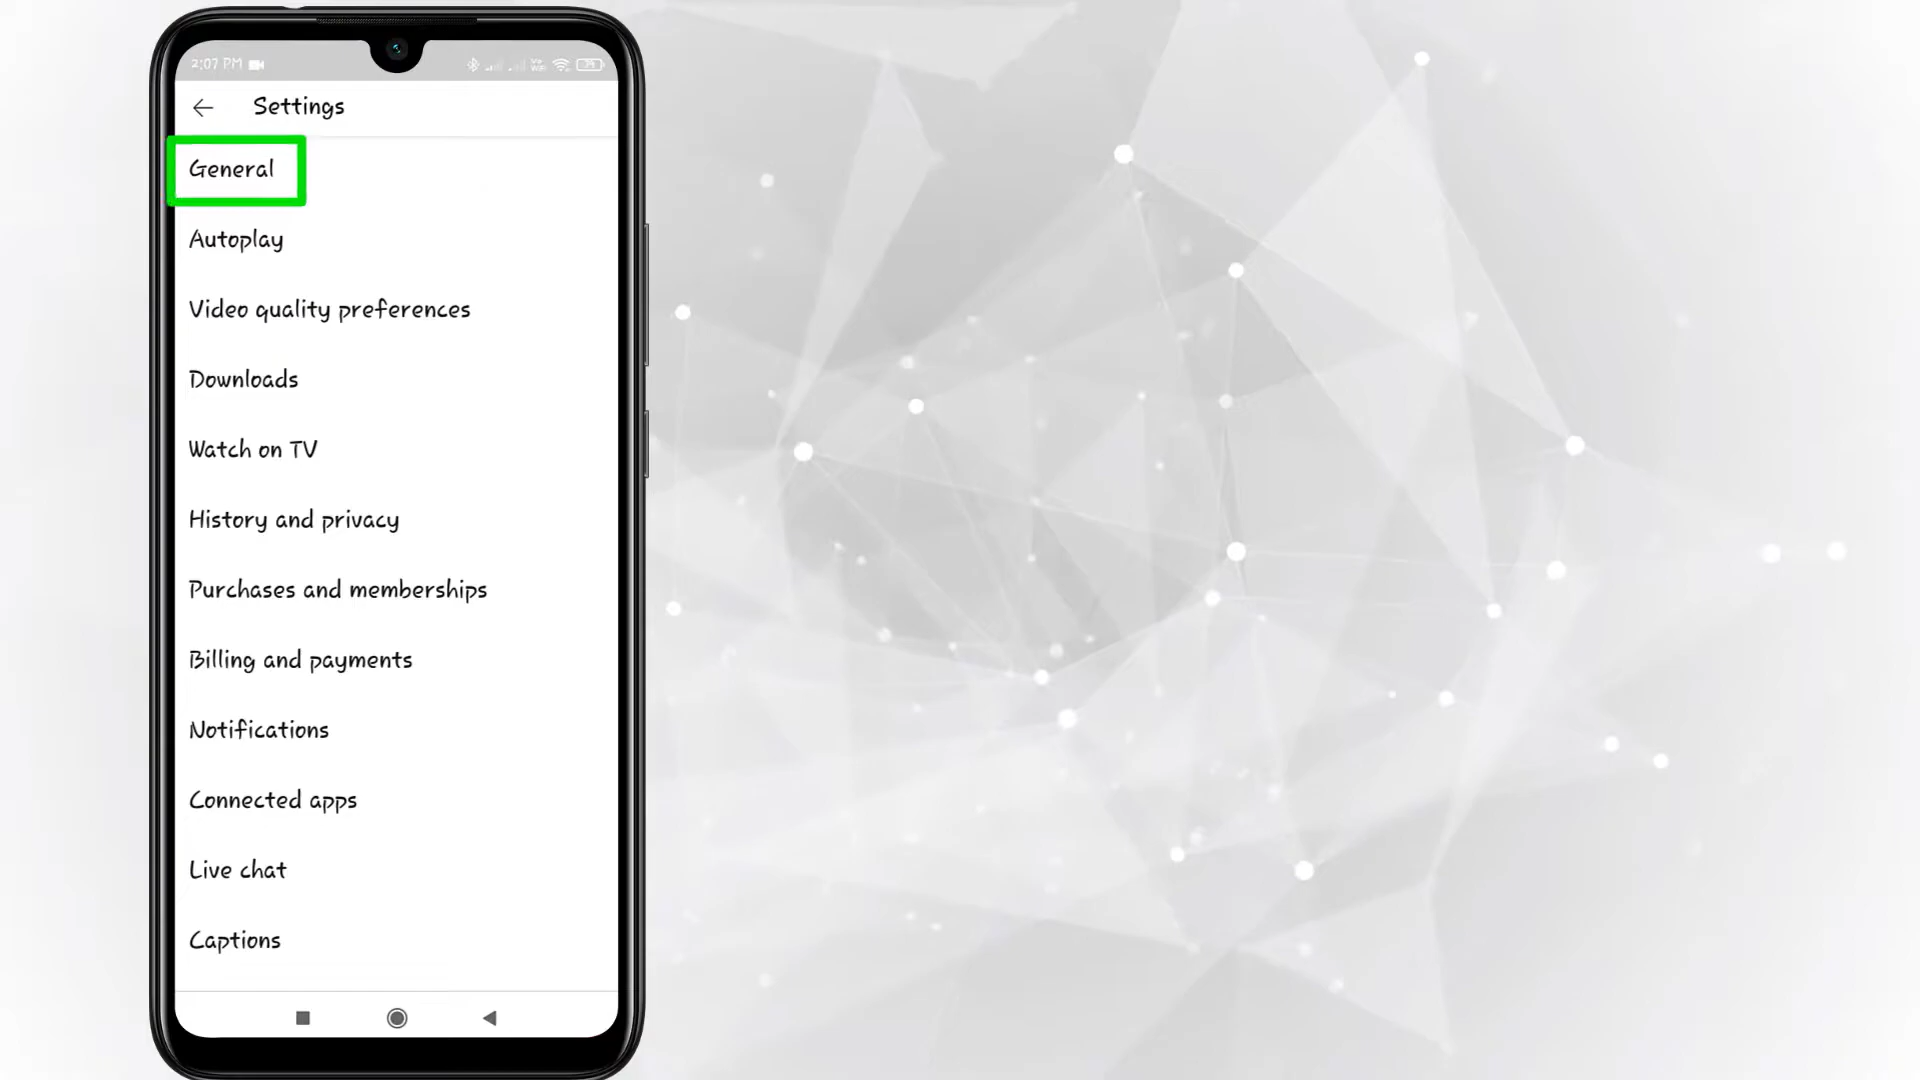 2:07 PM
Settings
General
Autoplay
Video quality preferences
Downloads
Watch on TV
History and privacy
Purchases and memberships
Billing and payments
Notifications
Connected apps
Live chat
Captions